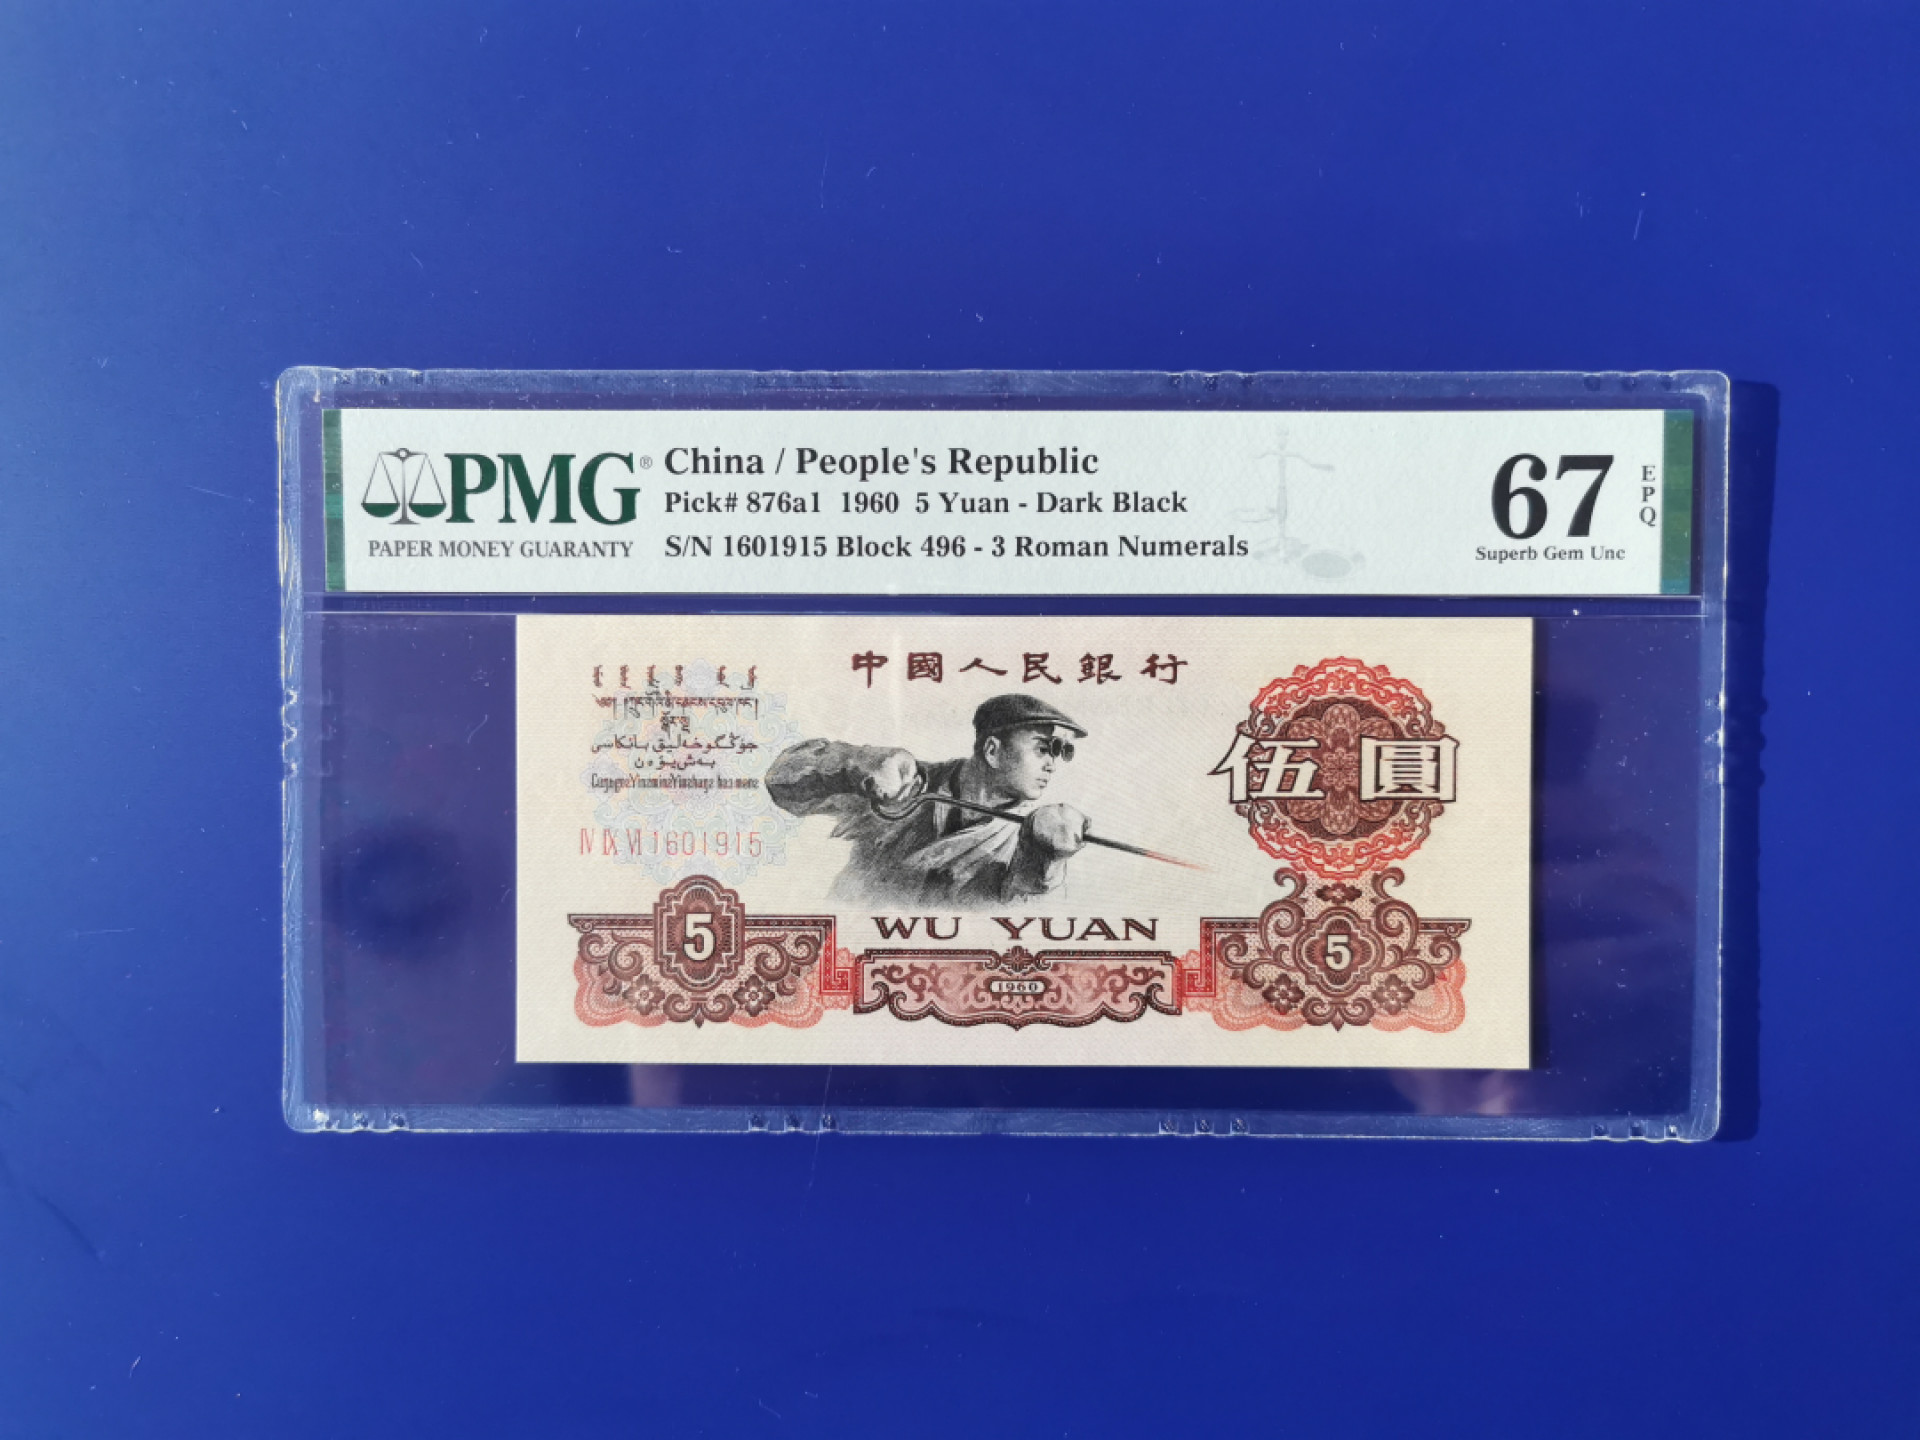 PMG®
PAPER MONEY GUARANTY
China / People's Republic
Pick# 876a1 1960 5 Yuan - Dark Black
S/N 1601915 Block 496 - 3 Roman Numerals
67
EPQ
Superb Gem Unc
中國人民銀行
伍圓
IV IX VI 1601915
5
WU YUAN
5
1960